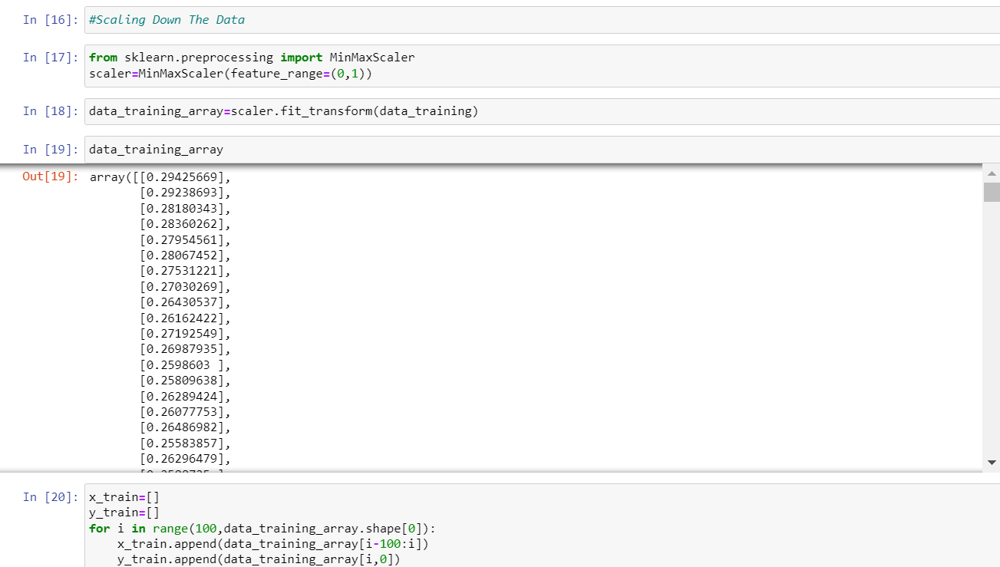 In [16]: #Scaling Down The Data
In [17]: from sklearn.preprocessing import MinMaxScaler
scaler=MinMaxScaler(feature_range=(0,1))
In [18]: data_training_array=scaler.fit_transform(data_training)
In [19]: data_training_array
Out[19]: array([[0.29425669],
[0.29238693],
[0.28180343],
[0.28360262],
[0.27954561],
[0.28067452],
[0.27531221],
[0.27030269],
[0.26430537],
[0.26162422],
[0.27192549],
[0.26987935],
[0.2598603 ],
[0.25809638],
[0.26289424],
[0.26077753],
[0.26486982],
[0.25583857],
[0.26296479],
In [20]: x_train=[]
y_train=[]
for i in range(100,data_training_array.shape[0]):
x_train.append(data_training_array[i-100:i])
y_train.append(data_training_array[i,0])